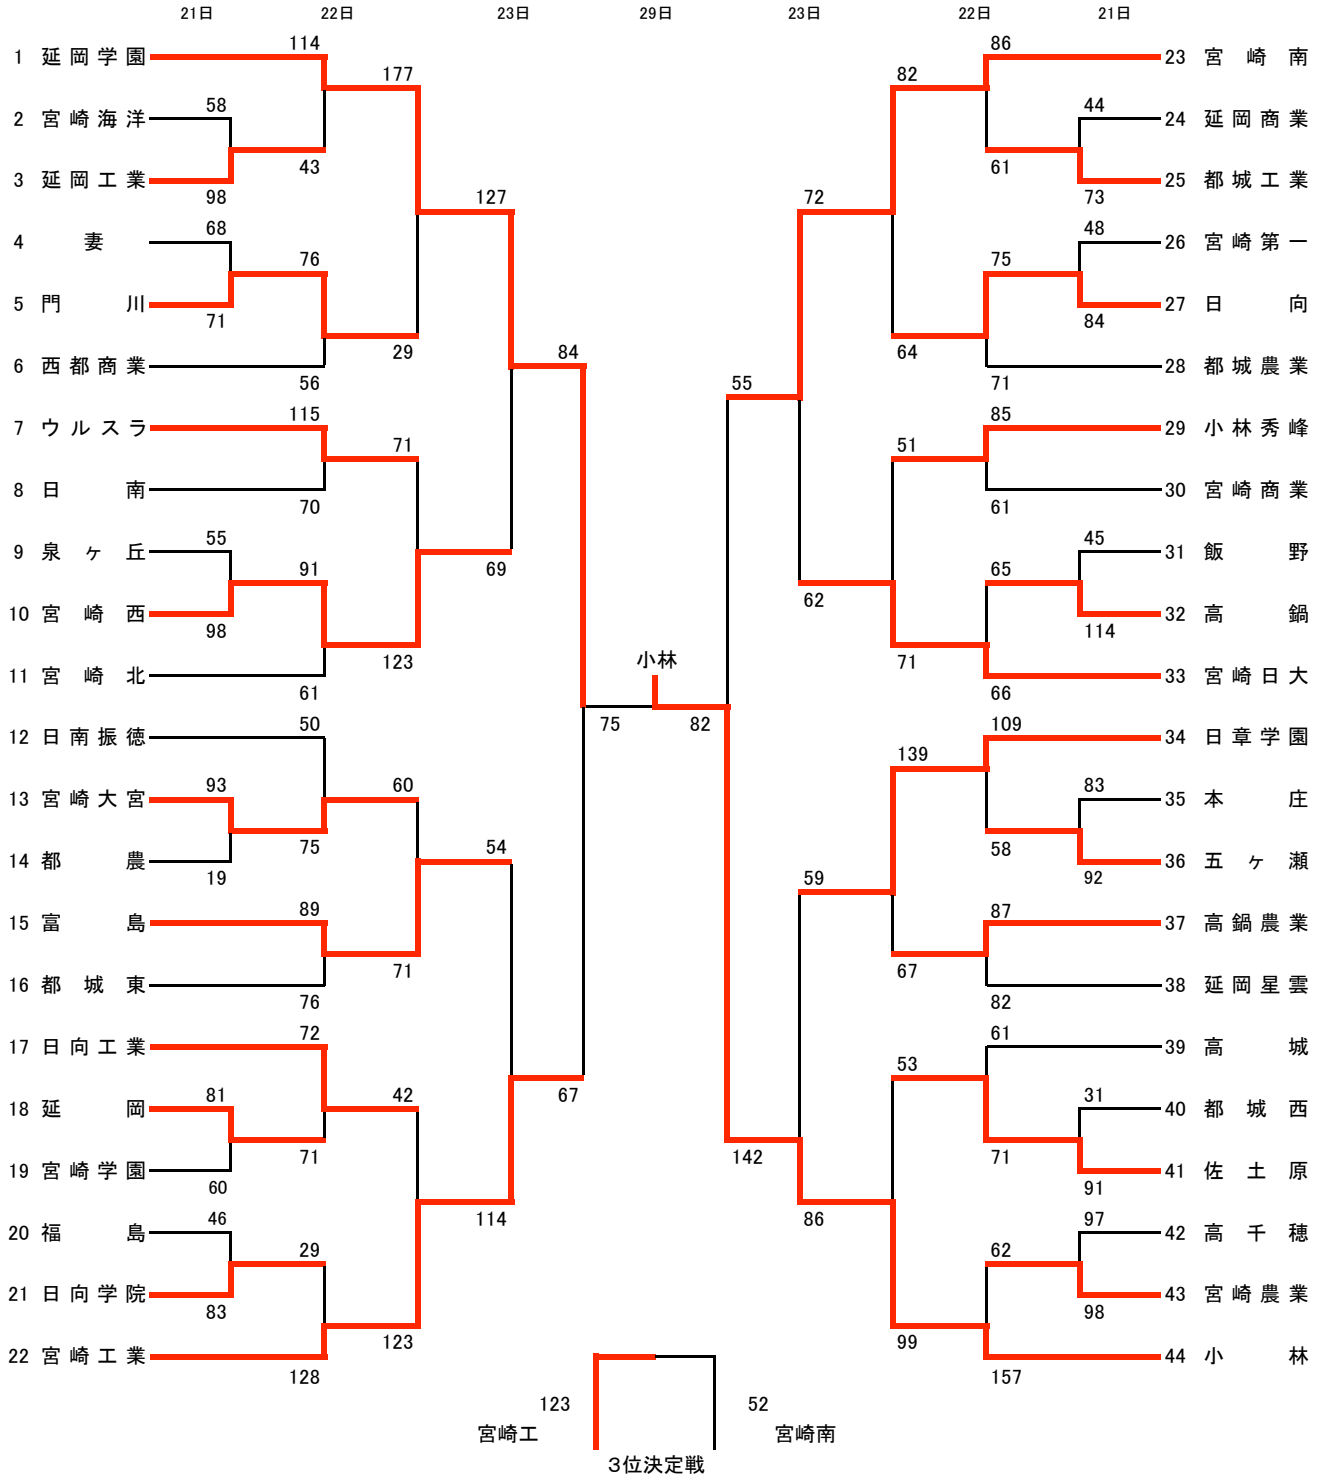 21日 22日 23日 29日 23日 22日 21日
114 86
1 延岡学園 23 宮崎南
177 82
58 44
2 宮崎海洋 24 延岡商業
43 61
3 延岡工業 25 都城工業
98 127 72 73
68 48
4 妻 26 宮崎第一
76 75
5 門川 27 日向
71 84
29 84 64
6 西都商業 28 都城農業
56 55 71
115 85
7 ウルスラ 29 小林秀峰
71 51
8 日南 30 宮崎商業
70 61
55 45
9 泉ヶ丘 31 飯野
91 69 65
10 宮崎西 62 32 高鍋
98 114
123 小林 71
11 宮崎北 33 宮崎日大
61 66
50 75 82 109
12 日南振徳 34 日章学園
139
93 60 83
13 宮崎大宮 35 本庄
75 54 58
14 都農 36 五ヶ瀬
19 59 92
89 87
15 富島 37 高鍋農業
71 67
16 都城東 38 延岡星雲
76 82
72 61
17 日向工業 39 高城
53
81 42 67 31
18 延岡 40 都城西
71 142 71
19 宮崎学園 41 佐土原
60 91
46 114 86 97
20 福島 42 高千穂
29 62
21 日向学院 43 宮崎農業
83 98
123 99
22 宮崎工業 44 小林
128 157
123 52
宮崎工 宮崎南
3位決定戦